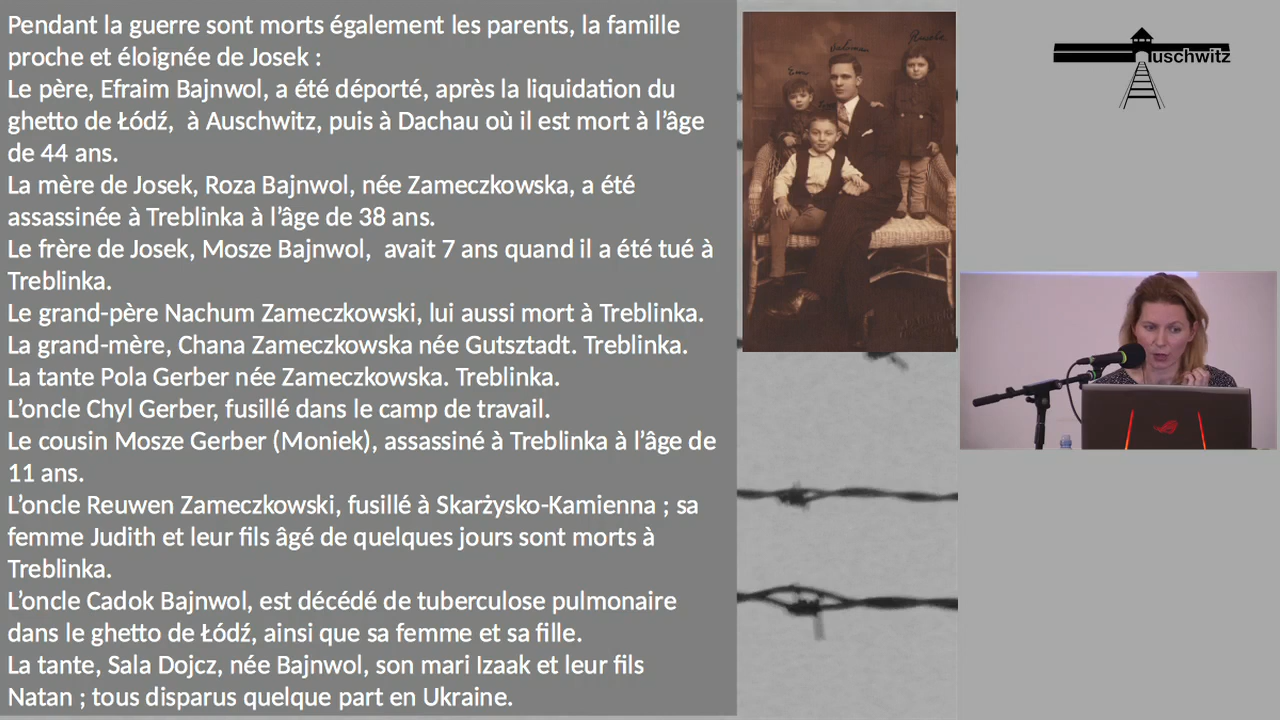 Pendant la guerre sont morts également les parents, la famille
proche et éloignée de Josek :
Le père, Efraim Bajnwol, a été déporté, après la liquidation du
ghetto de Łódź,  à Auschwitz, puis à Dachau où il est mort à l’âge
de 44 ans.
La mère de Josek, Roza Bajnwol, née Zameczkowska, a été
assassinée à Treblinka à l’âge de 38 ans.
Le frère de Josek, Mosze Bajnwol,  avait 7 ans quand il a été tué à
Treblinka.
Le grand-père Nachum Zameczkowski, lui aussi mort à Treblinka.
La grand-mère, Chana Zameczkowska née Gutsztadt. Treblinka.
La tante Pola Gerber née Zameczkowska. Treblinka.
L’oncle Chyl Gerber, fusillé dans le camp de travail.
Le cousin Mosze Gerber (Moniek), assassiné à Treblinka à l’âge de
11 ans.
L’oncle Reuwen Zameczkowski, fusillé à Skarżysko-Kamienna ; sa
femme Judith et leur fils âgé de quelques jours sont morts à
Treblinka.
L’oncle Cadok Bajnwol, est décédé de tuberculose pulmonaire
dans le ghetto de Łódź, ainsi que sa femme et sa fille.
La tante, Sala Dojcz, née Bajnwol, son mari Izaak et leur fils
Natan ; tous disparus quelque part en Ukraine.
uschwitz